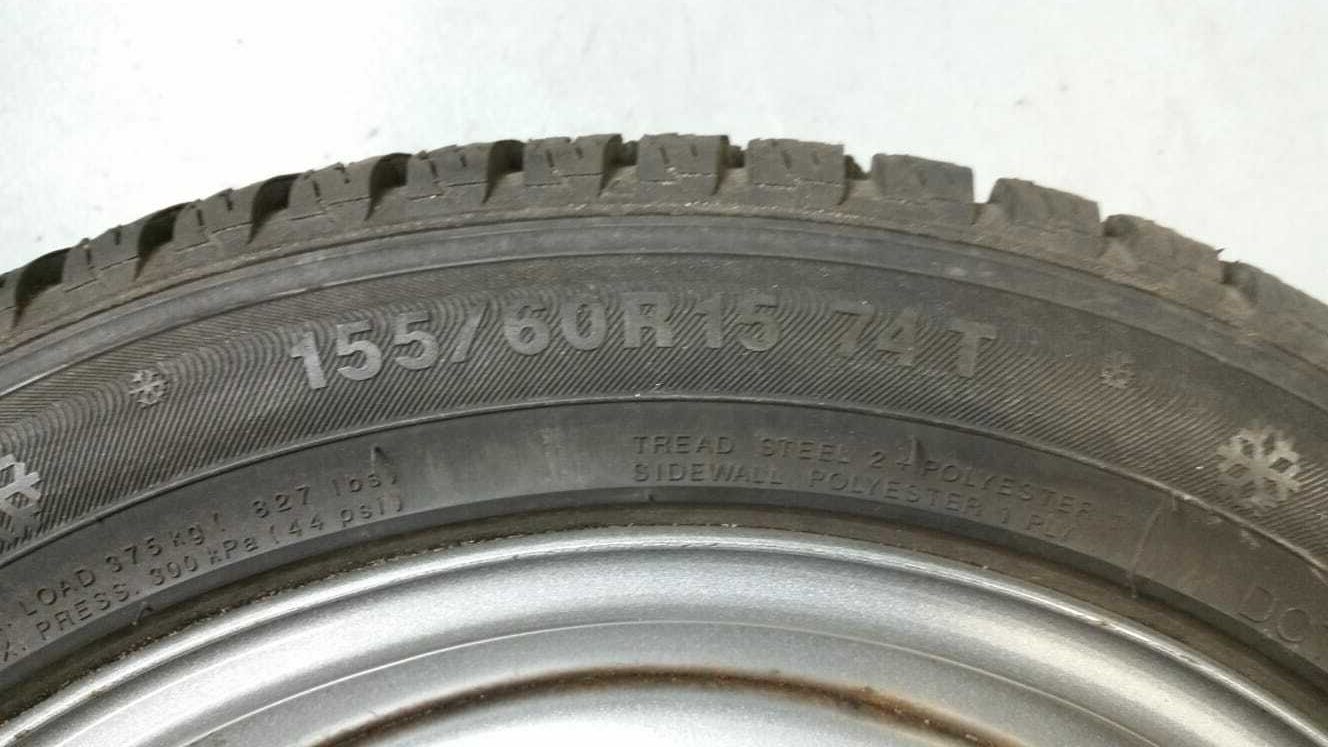 155/60R15 74 T
LOAD 375 kg ( 827 lbs)
PRESS. 300 kPa (44 psi)
TREAD STEEL 2 + POLYESTER
SIDEWALL POLYESTER 1 PLY